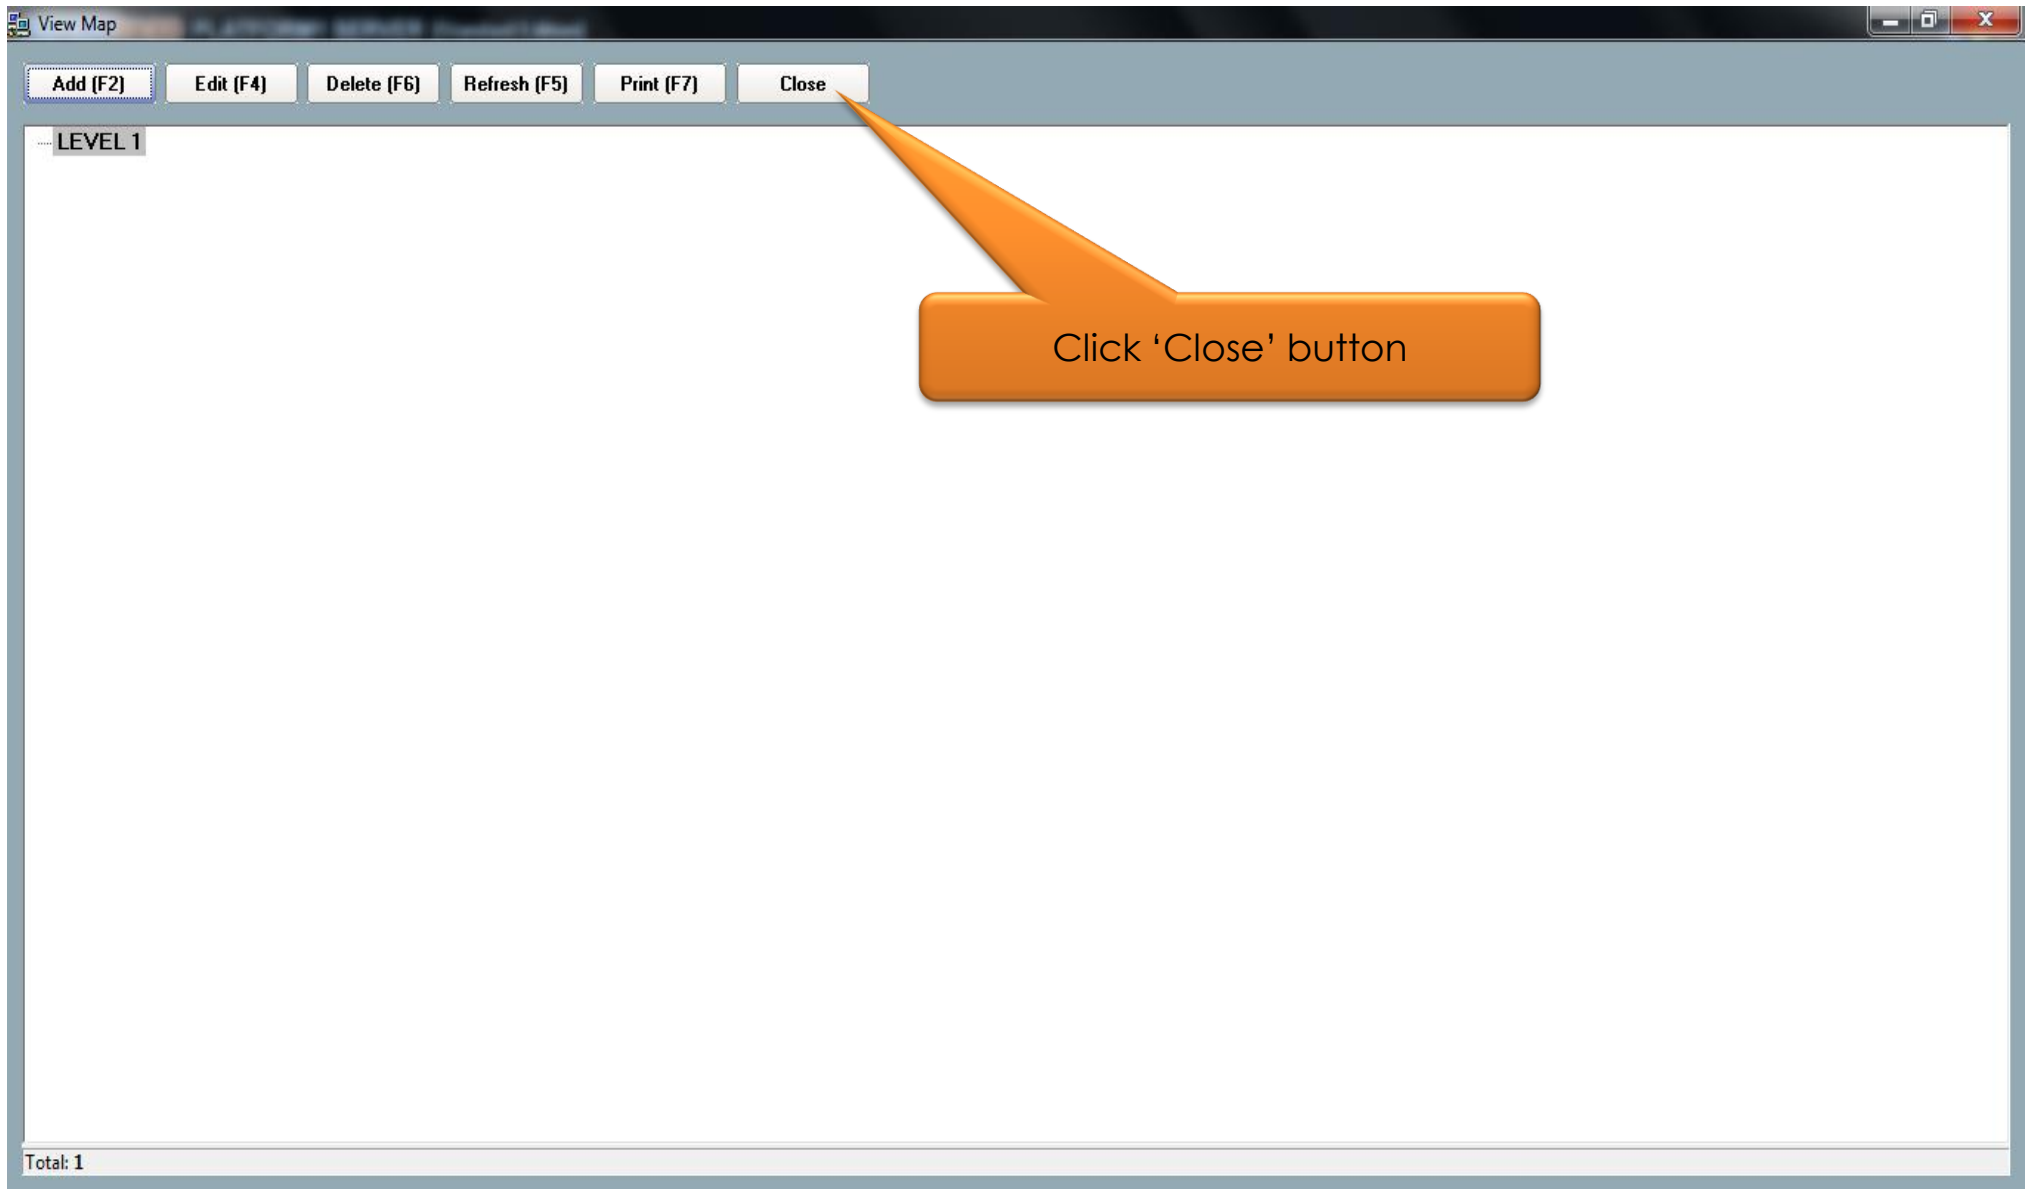 View Map
Add (F2) Edit (F4) Delete (F6) Refresh (F5) Print (F7) Close
LEVEL 1
Click ‘Close’ button
Total: 1